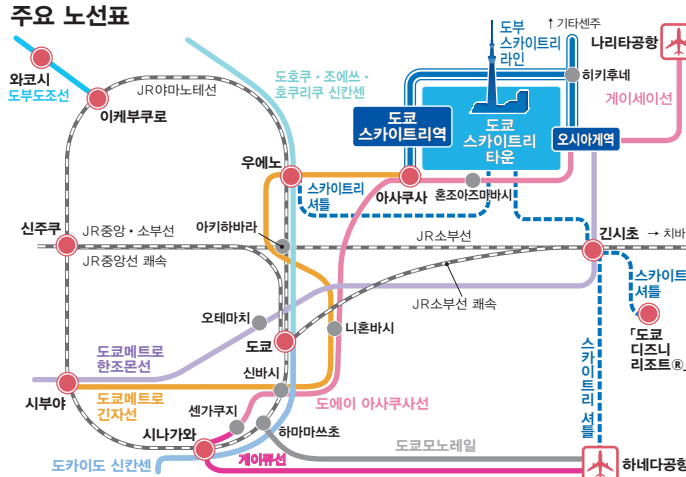 주요 노선표
↑ 기타센주
도부
스카이트리
라인
나리타공항
와코시
도부도조선
JR야마노테선
도호쿠・조에쓰・
호쿠리쿠 신칸센
히키후네
이케부쿠로
게이세이선
도쿄
스카이트리역
도쿄
스카이트리
타운
오시아게역
우에노
스카이트리
셔틀
아사쿠사
혼조아즈마바시
신주쿠
JR중앙・소부선
아키하바라
JR소부선
긴시초
→ 치바
JR중앙선 쾌속
스카이트
셔틀
JR소부선 쾌속
오테마치
니혼바시
도쿄
「도쿄
디즈니
리조트®」
도쿄메트로
한조몬선
신바시
스카이트리 셔틀
시부야
도쿄메트로
긴자선
센가쿠지
도에이 아사쿠사선
시나가와
하마마쓰초
도쿄모노레일
도카이도 신칸센
게이큐선
하네다공항